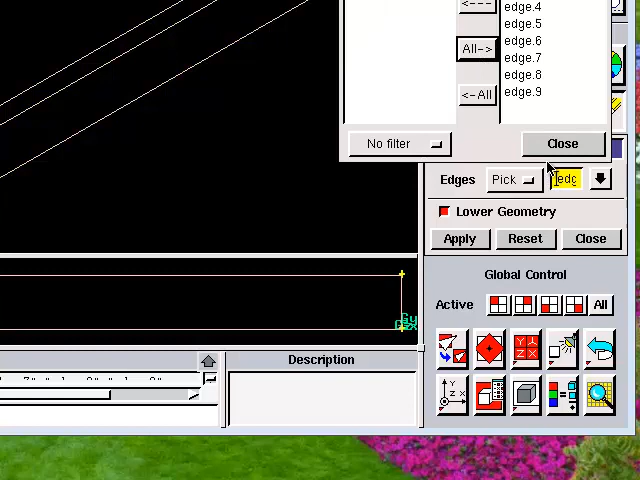 <---
edge.4
edge.5
All->
edge.6
edge.7
edge.8
<-All
edge.9
No filter
Close
Edges
Pick
edg
Lower Geometry
Apply
Reset
Close
Global Control
Active
All
Description